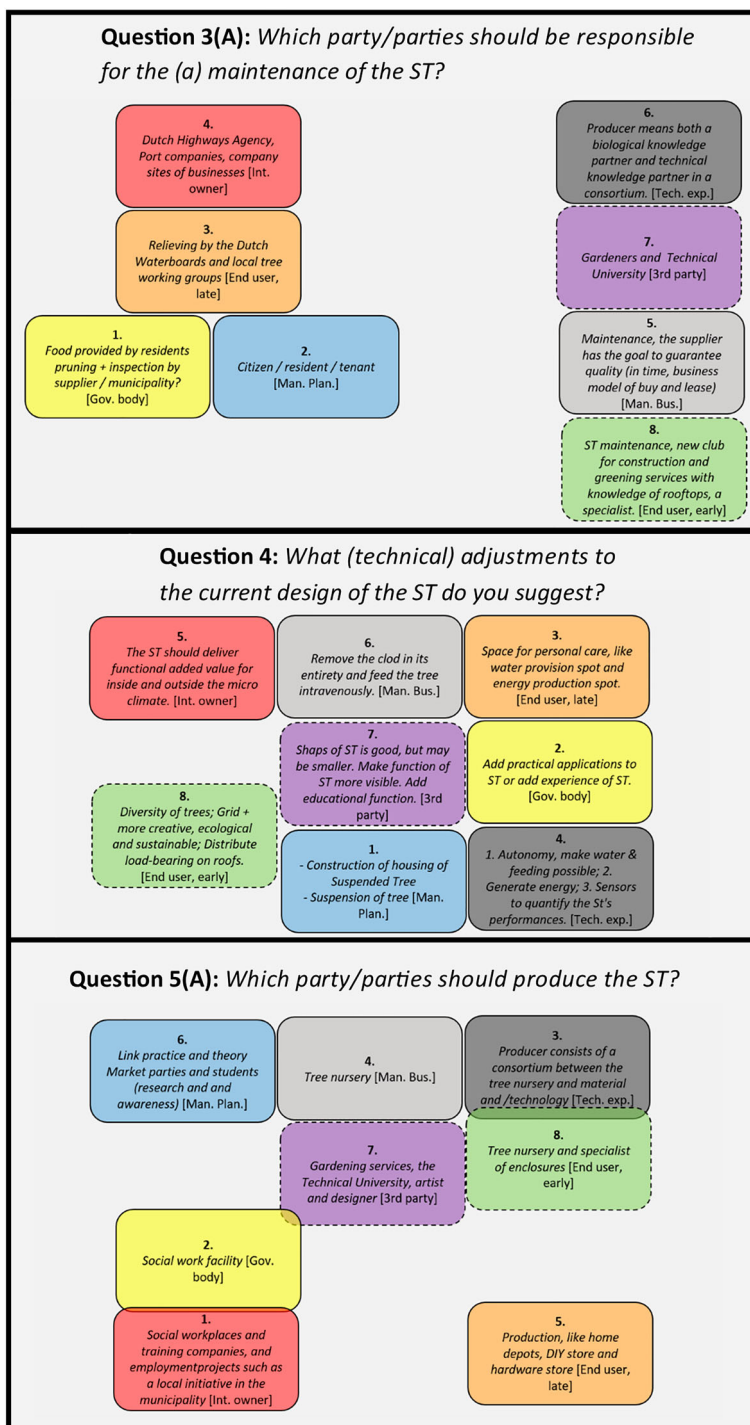 Question 3(A): Which party/parties should be responsible
for the (a) maintenance of the ST?
4.
Dutch Highways Agency,
Port companies, company
sites of businesses [Int.
owner]
3.
Relieving by the Dutch
Waterboards and local tree
working groups [End user,
late]
1.
Food provided by residents
pruning + inspection by
supplier / municipality?
[Gov. body]
2.
Citizen / resident / tenant
[Man. Plan.]
6.
Producer means both a
biological knowledge
partner and technical
knowledge partner in a
consortium. [Tech. exp.]
7.
Gardeners and Technical
University [3rd party]
5.
Maintenance, the supplier
has the goal to guarantee
quality (in time, business
model of buy and lease)
[Man. Bus.]
8.
ST maintenance, new club
for construction and
greening services with
knowledge of rooftops, a
specialist. [End user, early]
Question 4: What (technical) adjustments to
the current design of the ST do you suggest?
5.
The ST should deliver
functional added value for
inside and outside the micro
climate. [Int. owner]
6.
Remove the clod in its
entirety and feed the tree
intravenously. [Man. Bus.]
3.
Space for personal care, like
water provision spot and
energy production spot.
[End user, late]
7.
Shaps of ST is good, but may
be smaller. Make function of
ST more visible. Add
educational function. [3rd
party]
2.
Add practical applications to
ST or add experience of ST.
[Gov. body]
8.
Diversity of trees; Grid +
more creative, ecological
and sustainable; Distribute
load-bearing on roofs.
[End user, early]
1.
- Construction of housing of
Suspended Tree
- Suspension of tree [Man.
Plan.]
4.
1. Autonomy, make water &
feeding possible; 2.
Generate energy; 3. Sensors
to quantify the St's
performances. [Tech. exp.]
Question 5(A): Which party/parties should produce the ST?
6.
Link practice and theory
Market parties and students
(research and and
awareness) [Man. Plan.]
4.
Tree nursery [Man. Bus.]
3.
Producer consists of a
consortium between the
tree nursery and material
and /technology [Tech. exp.]
7.
Gardening services, the
Technical University, artist
and designer [3rd party]
8.
Tree nursery and specialist
of enclosures [End user,
early]
2.
Social work facility [Gov.
body]
1.
Social workplaces and
training companies, and
employmentprojects such as
a local initiative in the
municipality [Int. owner]
5.
Production, like home
depots, DIY store and
hardware store [End user,
late]